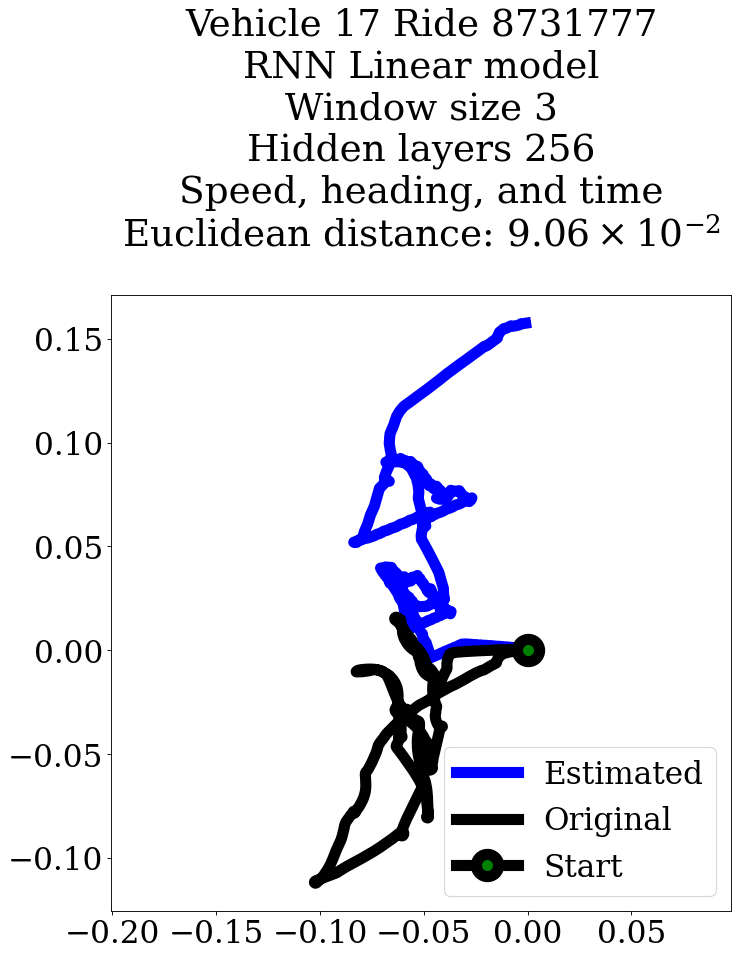 Vehicle 17 Ride 8731777
RNN Linear model
Window size 3
Hidden layers 256
Speed, heading, and time
Euclidean distance: 9.06 × 10⁻²
0.15
0.10
0.05
0.00
−0.05
−0.10
Estimated
Original
Start
−0.20 −0.15 −0.10 −0.05 0.00 0.05